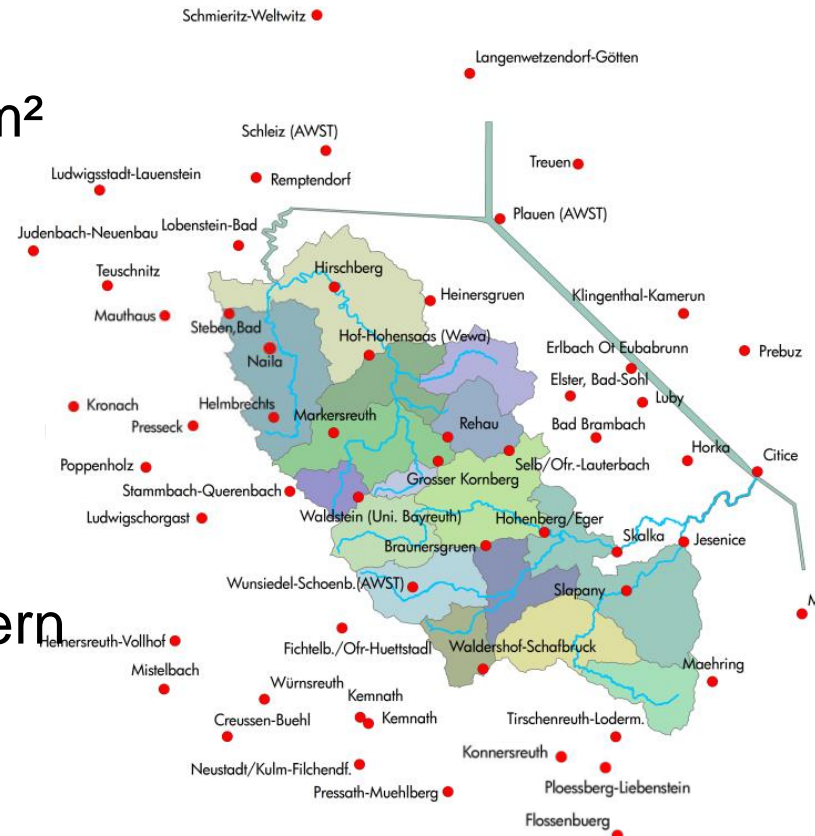 Schmieritz-Weltwitz
Langenwetzendorf-Götten
m²
Schleiz (AWST)
Treuen
Ludwigsstadt-Lauenstein
Remptendorf
Plauen (AWST)
Judenbach-Neuenbau
Lobenstein-Bad
Teuschnitz
Hirschberg
Heinersgruen
Klingenthal-Kamerun
Mauthaus
Steben,Bad
Hof-Hohensaas (Wewa)
Erlbach Ot Eubabrunn
Prebuz
Naila
Elster, Bad-Sohl
Luby
Kronach
Helmbrechts
Markersreuth
Presseck
Rehau
Bad Brambach
Horka
Citice
Poppenholz
Selb/Ofr.-Lauterbach
Stammbach-Querenbach
Grosser Kornberg
Ludwigschorgast
Waldstein (Uni. Bayreuth)
Hohenberg/Eger
Skalka
Jesenice
Braunersgruen
Wunsiedel-Schoenb.(AWST)
Slapany
M
ern
Heinersreuth-Vollhof
Fichtelb./Ofr-Huettstadl
Waldershof-Schafbruck
Mistelbach
Maehring
Würnsreuth
Kemnath
Creussen-Buehl
Kemnath
Tirschenreuth-Loderm.
Konnersreuth
Neustadt/Kulm-Filchendf.
Pressath-Muehlberg
Ploessberg-Liebenstein
Flossenbuerg